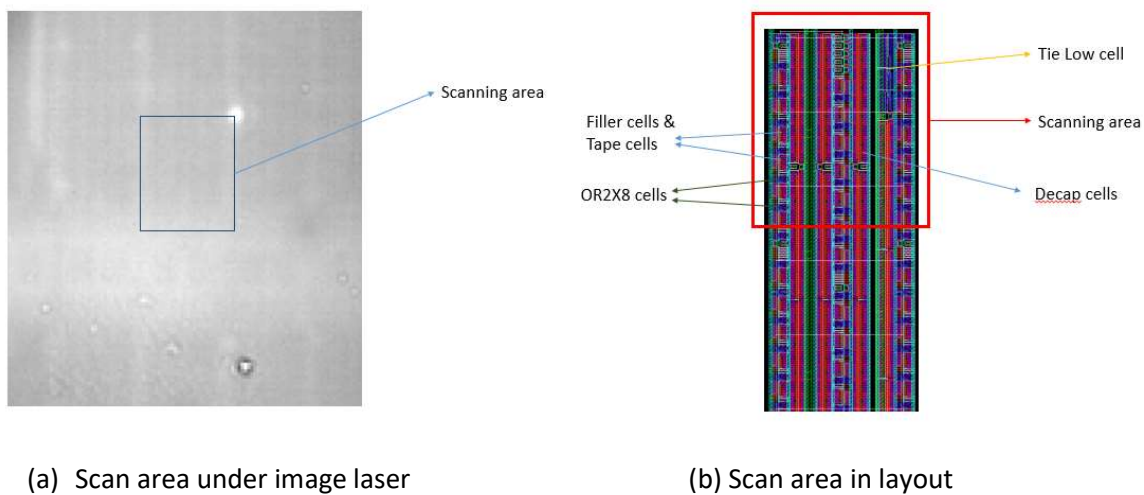 Scanning area
Tie Low cell
Filler cells &
Tape cells
Scanning area
OR2X8 cells
Decap cells
(a) Scan area under image laser
(b) Scan area in layout